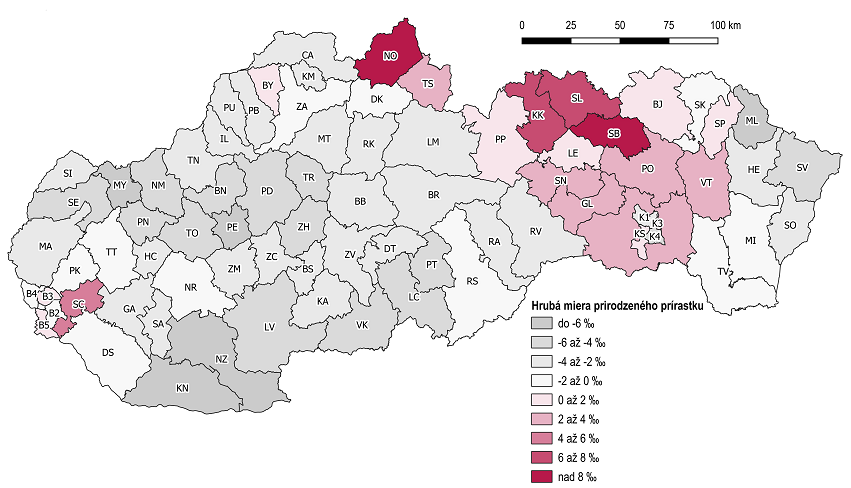 0 50 50 75 100 km
NO
CA
KM
TS
BY
DK
PU
PB
ZA
KK
SL
BJ
SK
SP
ML
SB
IL
MT
RK
LM
PP
LE
TN
PO
HE
SV
SI
MY
NM
BN
PD
TR
SN
VT
SE
BR
BB
GL
PN
TO
PE
ZH
K1
K3
SO
MA
TT
HC
ZV
DT
RA
RV
KS
K4
MI
PK
ZM
ZC
BS
PT
TV
NR
RS
B4
B3
SC
KA
LC
B2
GA
B5
SA
LV
VK
DS
NZ
KN
Hrubá miera prirodzeného prírastku
do -6 ‰
-6 až -4 ‰
-4 až -2 ‰
-2 až 0 ‰
0 až 2 ‰
2 až 4 ‰
4 až 6 ‰
6 až 8 ‰
nad 8 ‰